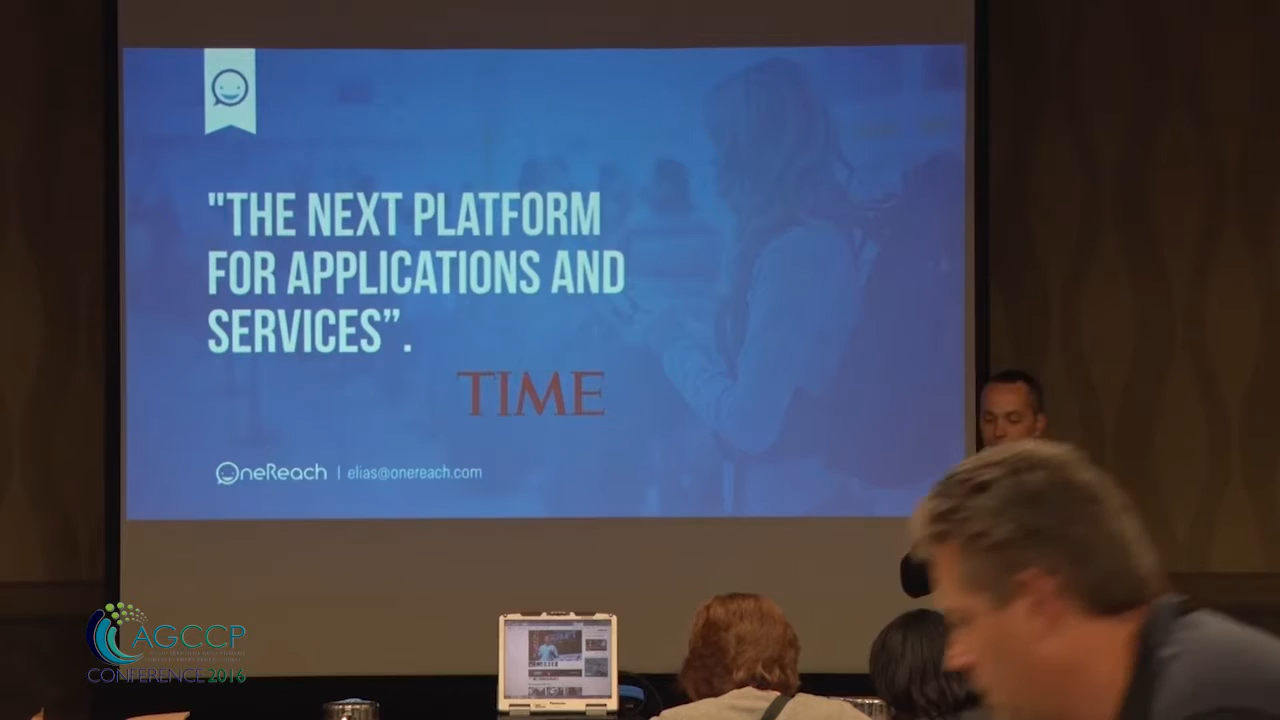 "THE NEXT PLATFORM
FOR APPLICATIONS AND
SERVICES”.
TIME
OneReach | elias@onereach.com
AGCCP
CONFERENCE 2016